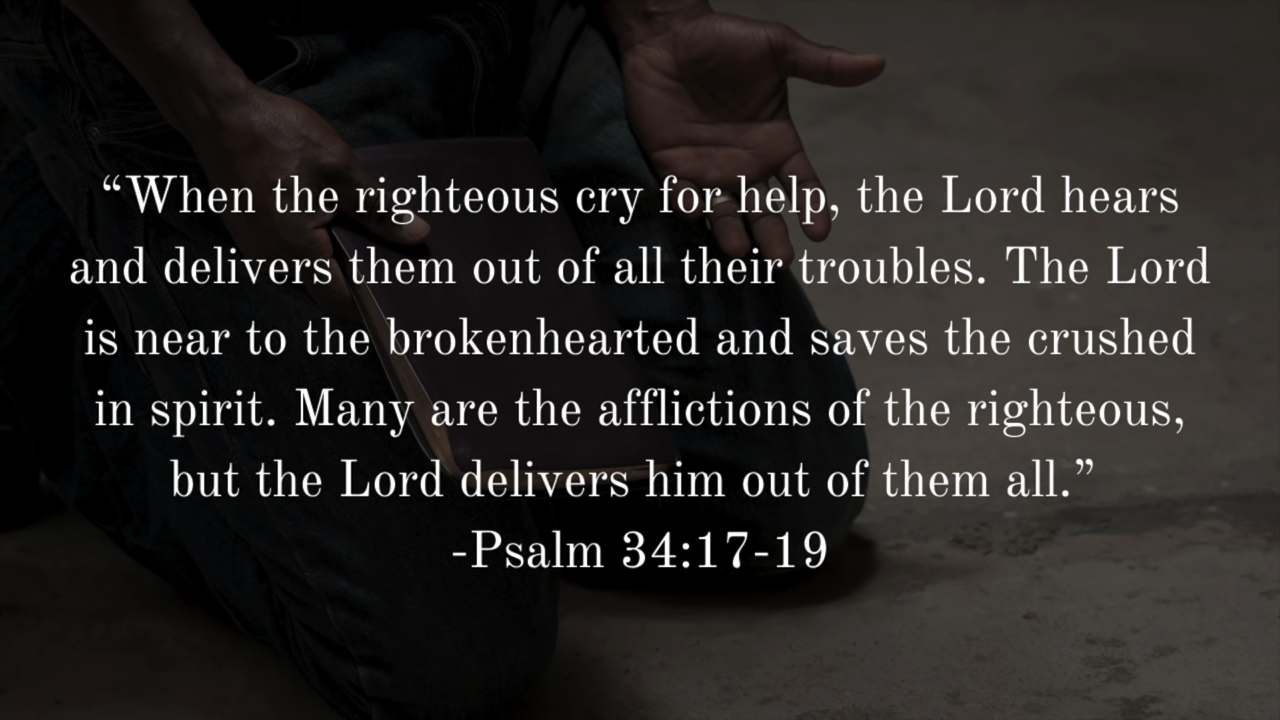 “When the righteous cry for help, the Lord hears
and delivers them out of all their troubles. The Lord
is near to the brokenhearted and saves the crushed
in spirit. Many are the afflictions of the righteous,
but the Lord delivers him out of them all.”
-Psalm 34:17-19